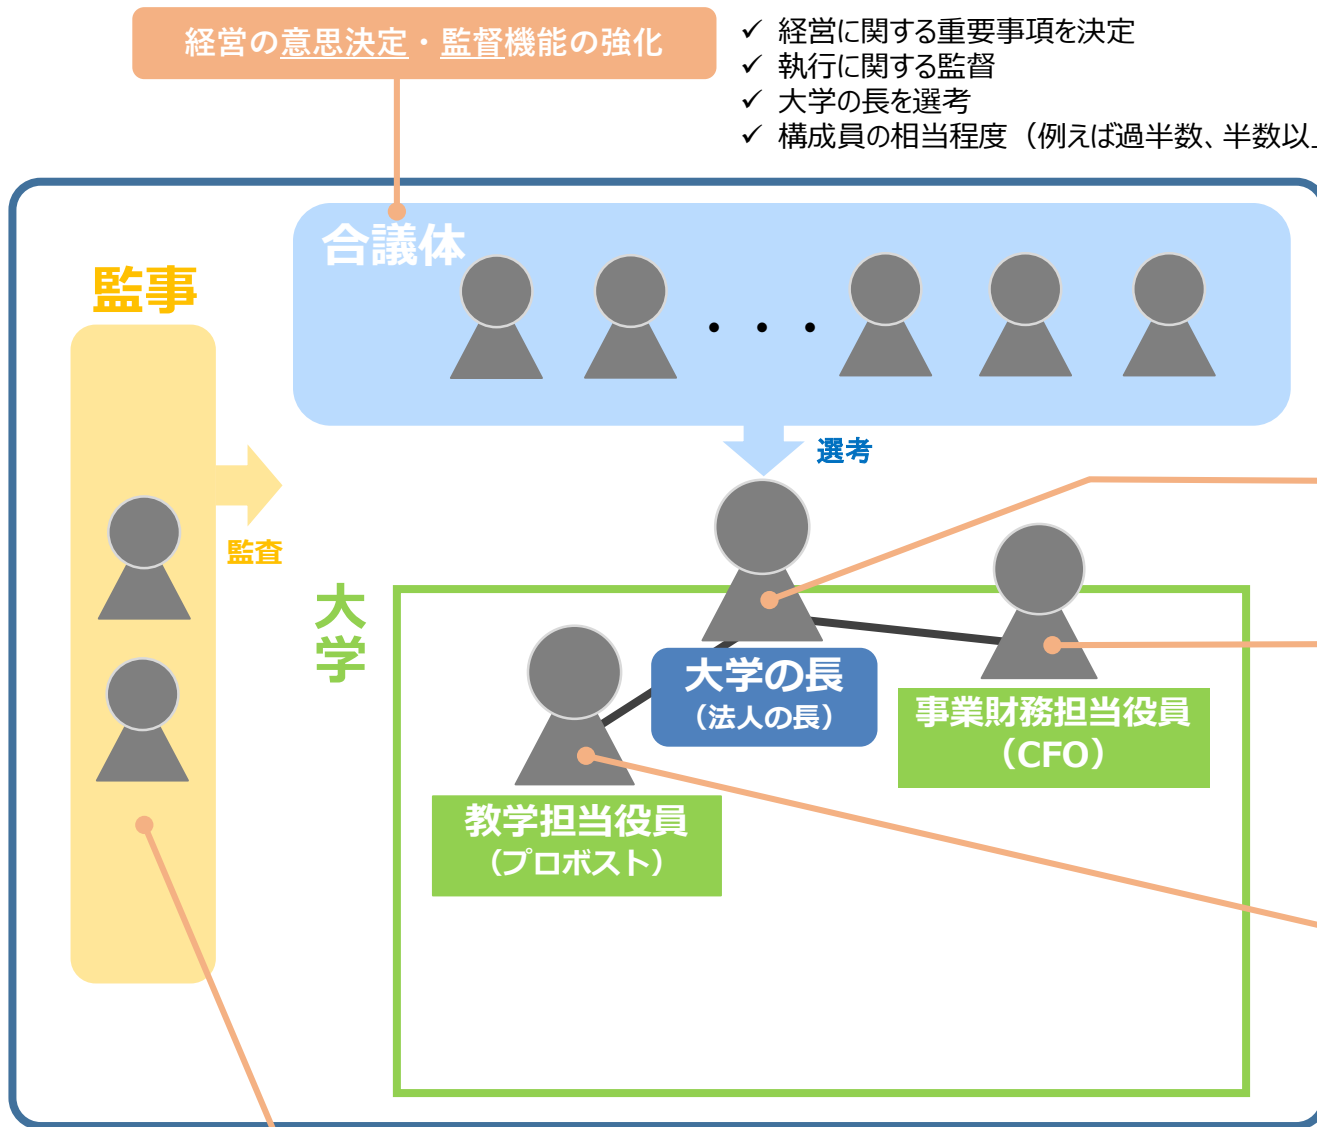 経営の意思決定・監督機能の強化
✓ 経営に関する重要事項を決定
✓ 執行に関する監督
✓ 大学の長を選考
✓ 構成員の相当程度（例えば過半数、半数以
合議体
監事
・・・
選考
監査
大学
大学の長
（法人の長）
事業財務担当役員
（CFO）
教学担当役員
（プロボスト）